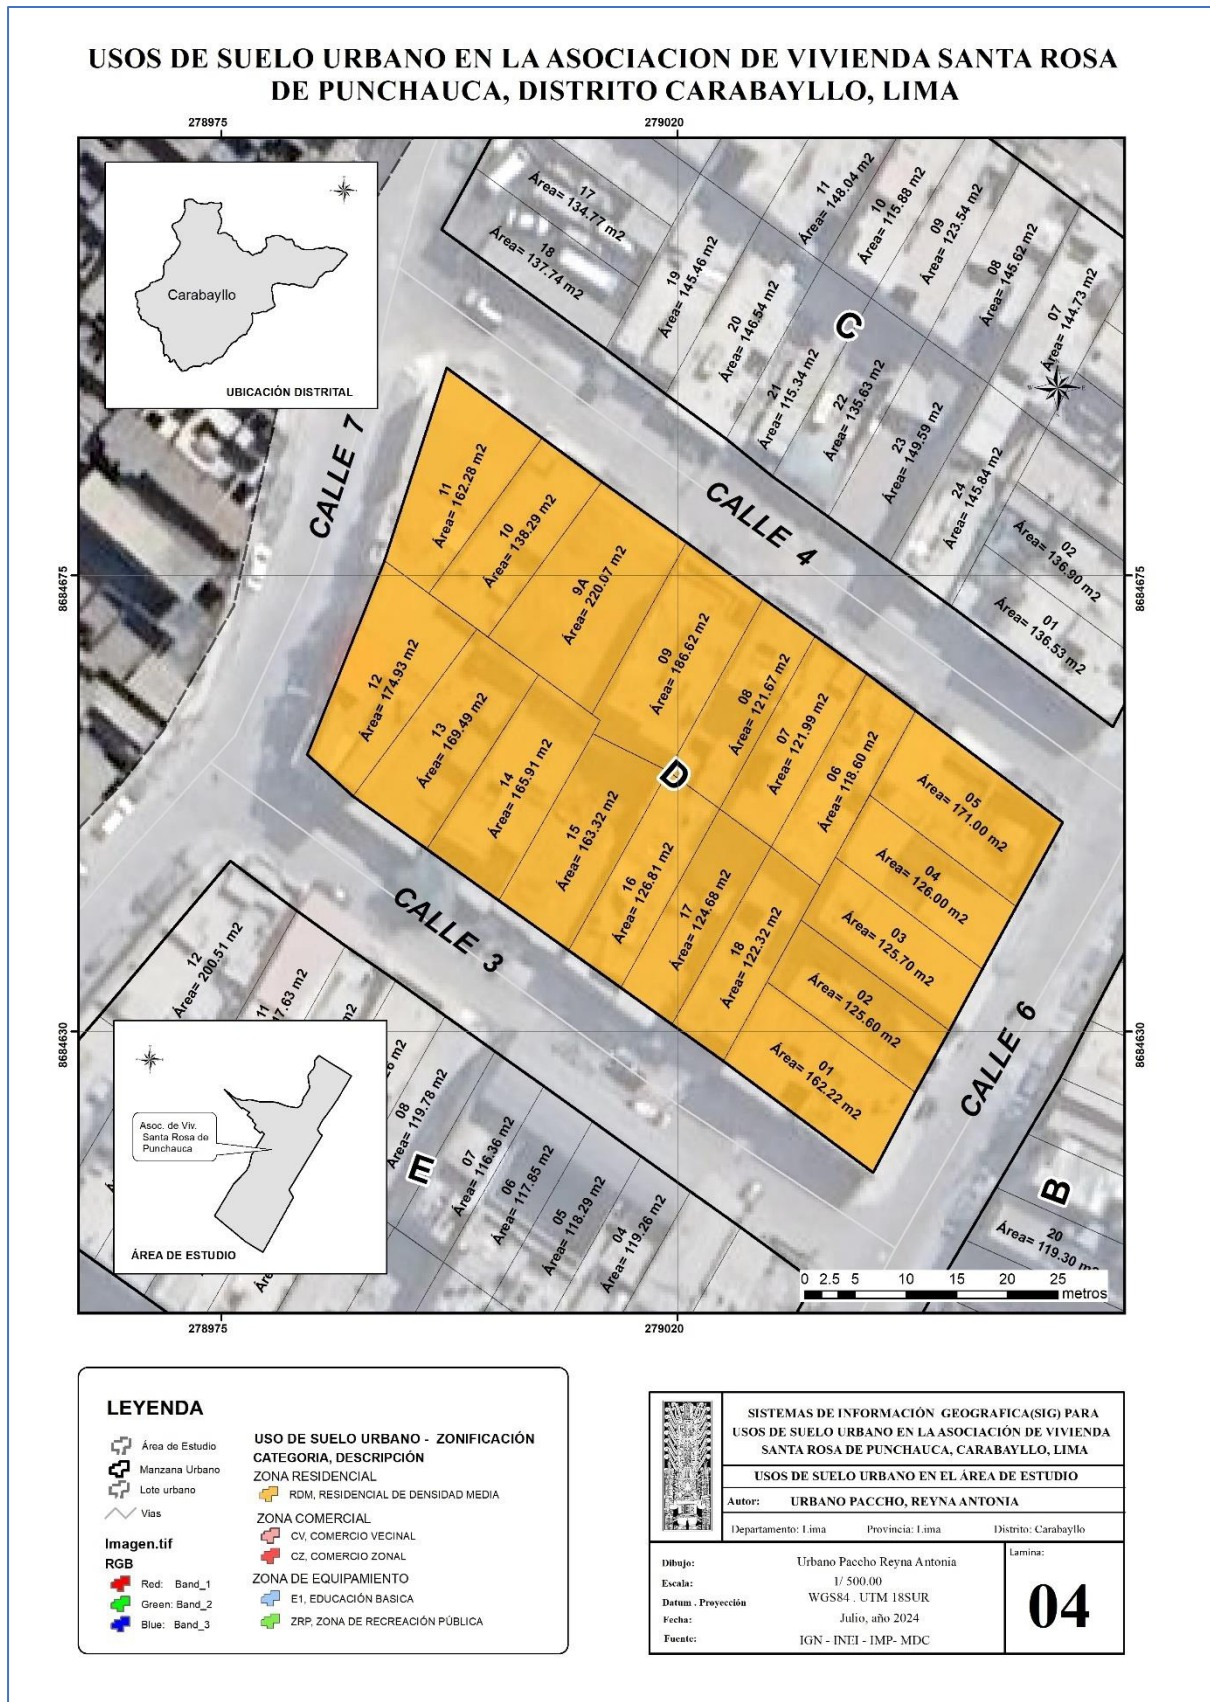 USOS DE SUELO URBANO EN LA ASOCIACION DE VIVIENDA SANTA ROSA
DE PUNCHAUCA, DISTRITO CARABAYLLO, LIMA
278975
279020
Carabayllo
UBICACIÓN DISTRITAL
17
Área= 134.77 m2
18
Área= 137.74 m2
19
Área= 145.46 m2
20
Área= 146.54 m2
21
Área= 115.34 m2
22
Área= 135.63 m2
23
Área= 149.59 m2
24
Área= 145.84 m2
11
Área= 148.04 m2
10
Área= 115.88 m2
09
Área= 123.54 m2
08
Área= 145.62 m2
07
Área= 144.73 m2
02
Área= 136.90 m2
01
Área= 136.53 m2
C
W
E
CALLE 7
CALLE 4
8684675
8684675
11
Área= 162.28 m2
10
Área= 138.29 m2
9A
Área= 220.07 m2
09
Área= 186.62 m2
08
Área= 121.67 m2
07
Área= 121.99 m2
06
Área= 118.60 m2
05
Área= 171.00 m2
04
Área= 126.00 m2
03
Área= 125.70 m2
02
Área= 125.60 m2
01
Área= 162.22 m2
12
Área= 174.93 m2
13
Área= 169.49 m2
14
Área= 165.91 m2
15
Área= 163.32 m2
16
Área= 126.81 m2
17
Área= 124.68 m2
18
Área= 122.32 m2
D
CALLE 3
CALLE 6
8684630
8684630
12
Área= 200.51 m2
11
17.63 m2
m2
m2
08
Área= 119.78 m2
07
Área= 116.36 m2
06
Área= 117.85 m2
05
Área= 118.29 m2
04
Área= 119.26 m2
E
B
20
Área= 119.30 m2
Asoc. de Viv.
Santa Rosa de
Punchauca
ÁREA DE ESTUDIO
0 2.5 5 10 15 20 25
metros
278975
279020
LEYENDA
Área de Estudio
Manzana Urbano
Lote urbano
Vias
Imagen.tif
RGB
Red: Band_1
Green: Band_2
Blue: Band_3
USO DE SUELO URBANO - ZONIFICACIÓN
CATEGORIA, DESCRIPCIÓN
ZONA RESIDENCIAL
RDM, RESIDENCIAL DE DENSIDAD MEDIA
ZONA COMERCIAL
CV, COMERCIO VECINAL
CZ, COMERCIO ZONAL
ZONA DE EQUIPAMIENTO
E1, EDUCACIÓN BASICA
ZRP, ZONA DE RECREACIÓN PÚBLICA
SISTEMAS DE INFORMACIÓN GEOGRAFICA(SIG) PARA
USOS DE SUELO URBANO EN LA ASOCIACIÓN DE VIVIENDA
SANTA ROSA DE PUNCHAUCA, CARABAYLLO, LIMA
USOS DE SUELO URBANO EN EL ÁREA DE ESTUDIO
Autor: URBANO PACCHO, REYNA ANTONIA
Departamento: Lima Provincia: Lima Distrito: Carabayllo
Dibujo: Urbano Paccho Reyna Antonia
Escala: 1/ 500.00
Datum . Proyección WGS84 . UTM 18SUR
Fecha: Julio, año 2024
Fuente: IGN - INEI - IMP- MDC
Lamina:
04